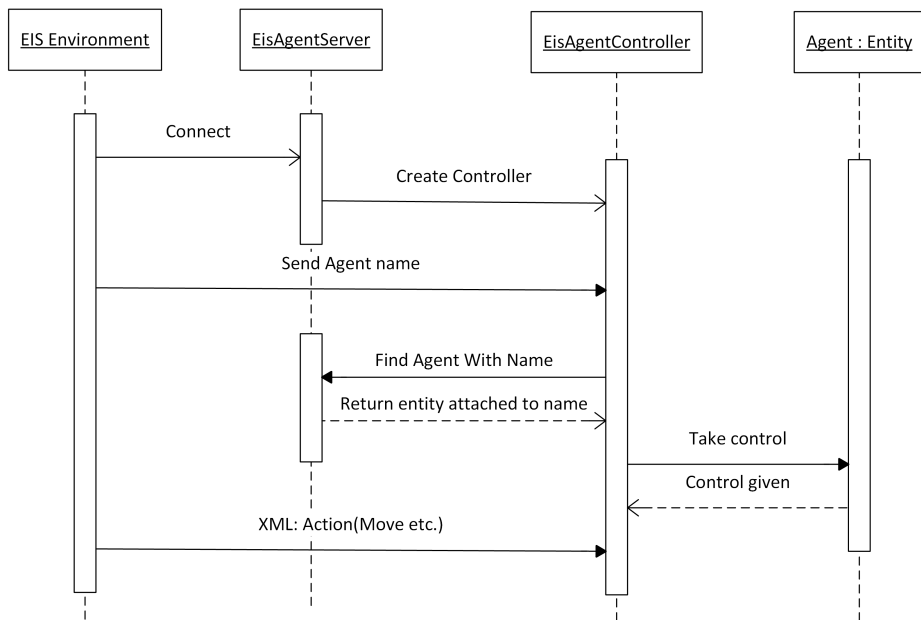 EIS Environment
EisAgentServer
EisAgentController
Agent : Entity
Connect
Create Controller
Send Agent name
Find Agent With Name
Return entity attached to name
Take control
Control given
XML: Action(Move etc.)